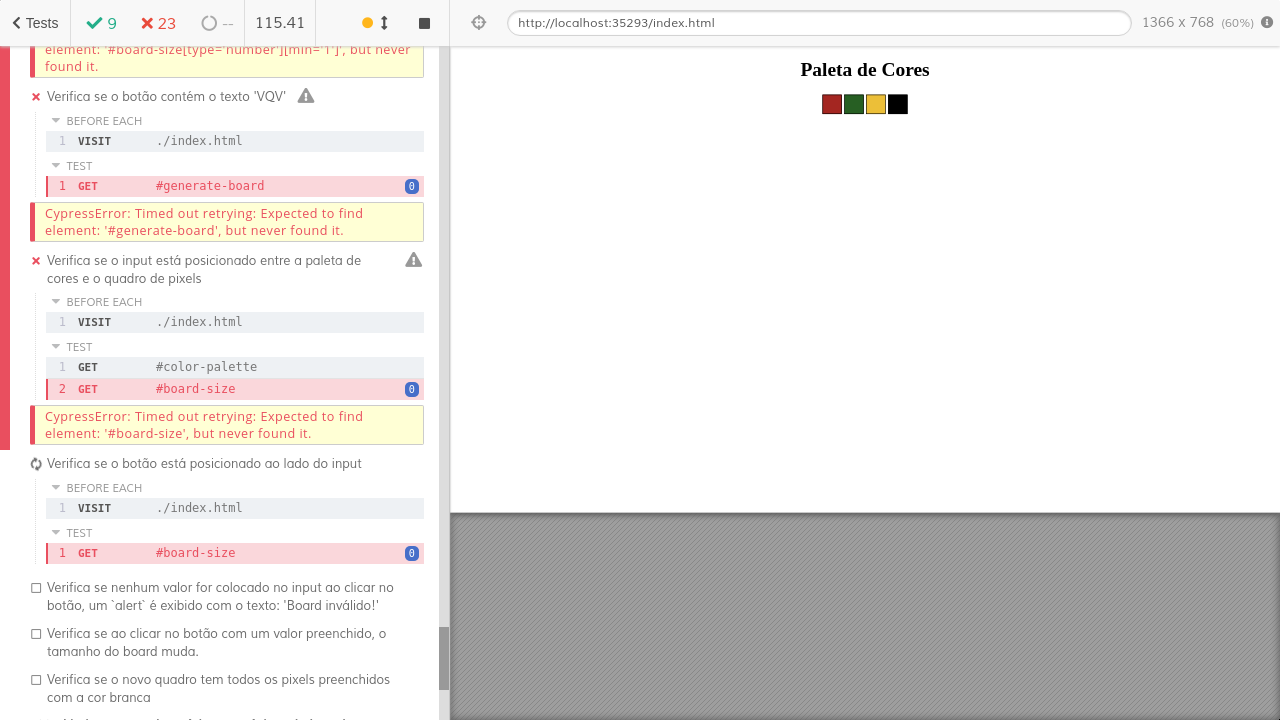 Tests 9 23 -- 115.41
http://localhost:35293/index.html 1366 x 768 (60%)
element: '#board-size[type='number'][min='1']', but never
found it.
Verifica se o botão contém o texto 'VQV'
BEFORE EACH
1 VISIT ./index.html
TEST
1 GET #generate-board 0
CypressError: Timed out retrying: Expected to find
element: '#generate-board', but never found it.
Verifica se o input está posicionado entre a paleta de
cores e o quadro de pixels
BEFORE EACH
1 VISIT ./index.html
TEST
1 GET #color-palette
2 GET #board-size 0
CypressError: Timed out retrying: Expected to find
element: '#board-size', but never found it.
Verifica se o botão está posicionado ao lado do input
BEFORE EACH
1 VISIT ./index.html
TEST
1 GET #board-size 0
Verifica se nenhum valor for colocado no input ao clicar no
botão, um `alert` é exibido com o texto: 'Board inválido!'
Verifica se ao clicar no botão com um valor preenchido, o
tamanho do board muda.
Verifica se o novo quadro tem todos os pixels preenchidos
com a cor branca
Paleta de Cores